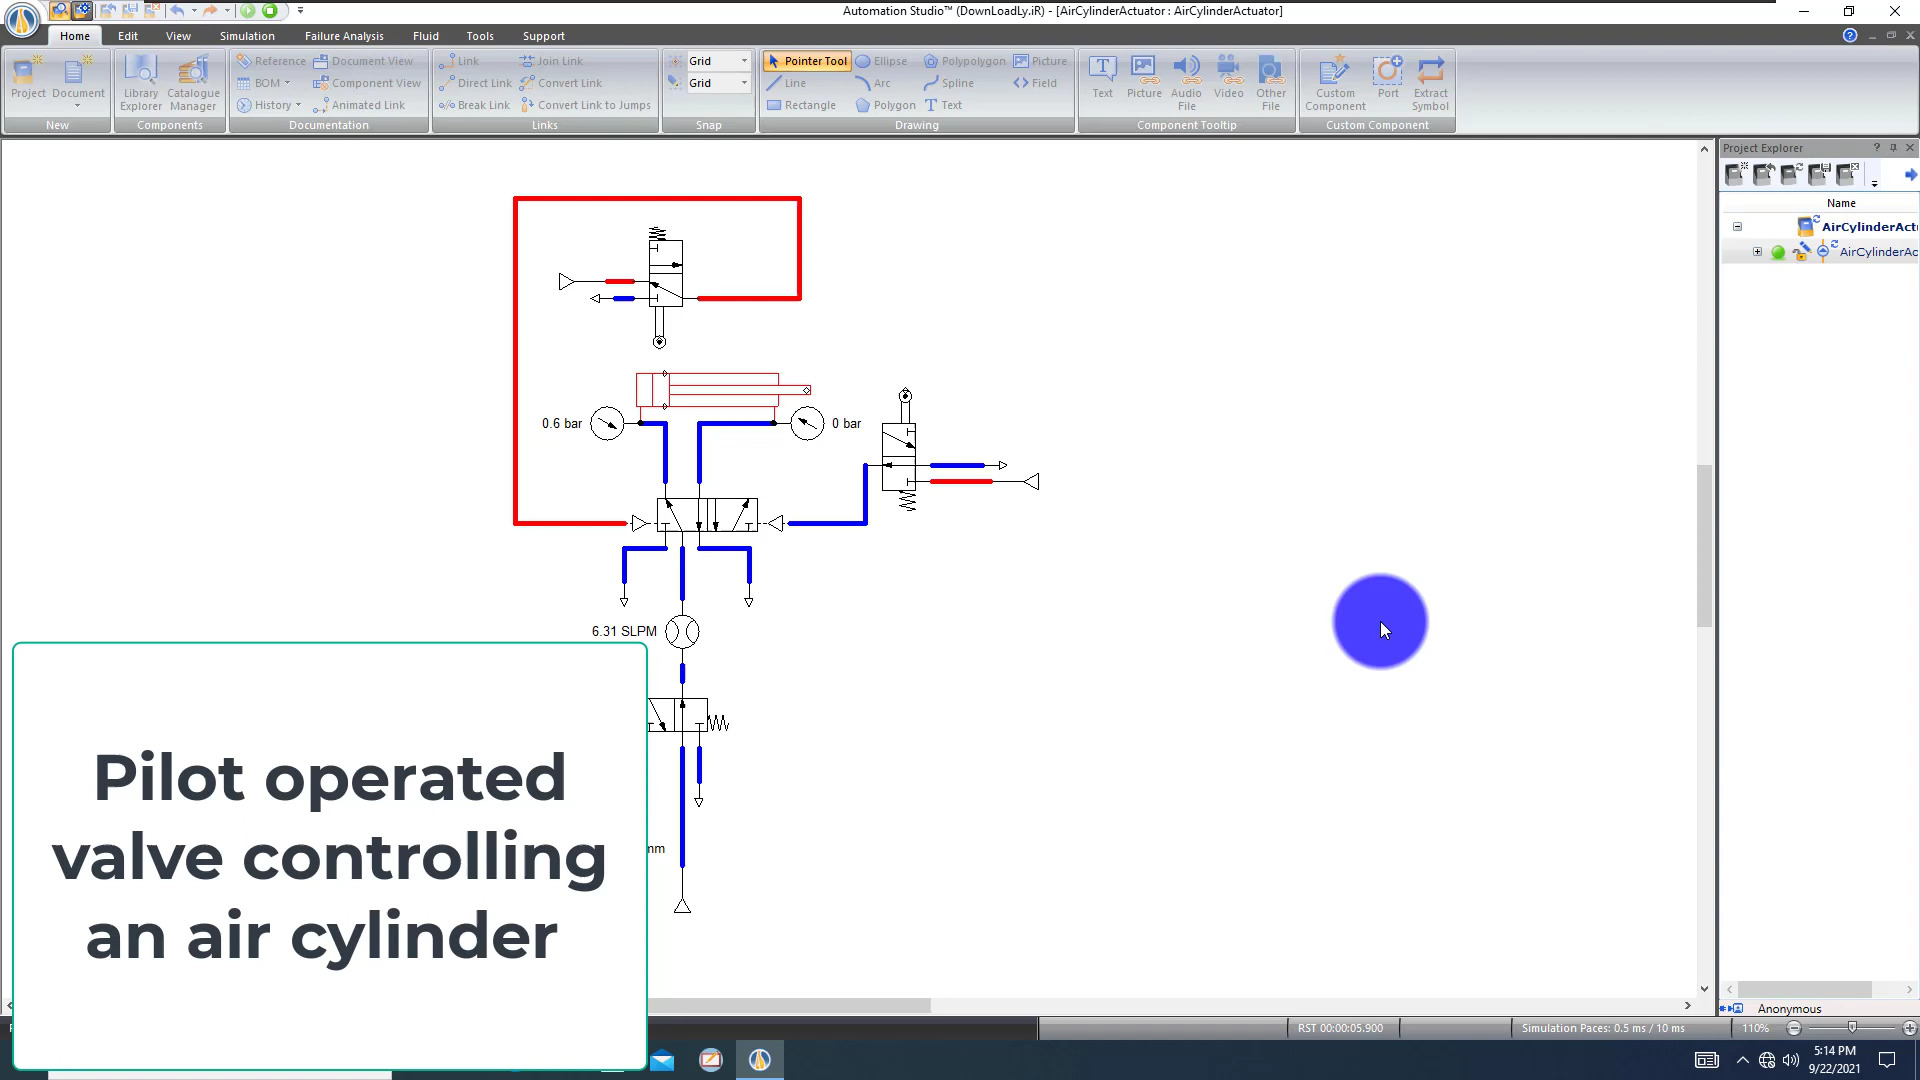 Automation Studio™ (DownLoadLy.iR) - [AirCylinderActuator : AirCylinderActuator]
Home Edit View Simulation Failure Analysis Fluid Tools Support
Project Document
New
Library Explorer Catalogue Manager
Components
Reference Document View
BOM Component View
History Animated Link
Documentation
Link Join Link
Direct Link Convert Link
Break Link Convert Link to Jumps
Links
Grid
Grid
Snap
Pointer Tool Ellipse Polypolygon Picture
Line Arc Spline Field
Rectangle Polygon Text
Drawing
Text Picture Audio File Video Other File
Component Tooltip
Custom Component Port Extract Symbol
Custom Component
Project Explorer
Name
AirCylinderAct
AirCylinderAc
0.6 bar
0 bar
6.31 SLPM
mm
Pilot operated
valve controlling
an air cylinder
Anonymous
RST 00:00:05.900
Simulation Paces: 0.5 ms / 10 ms
110%
5:14 PM
9/22/2021